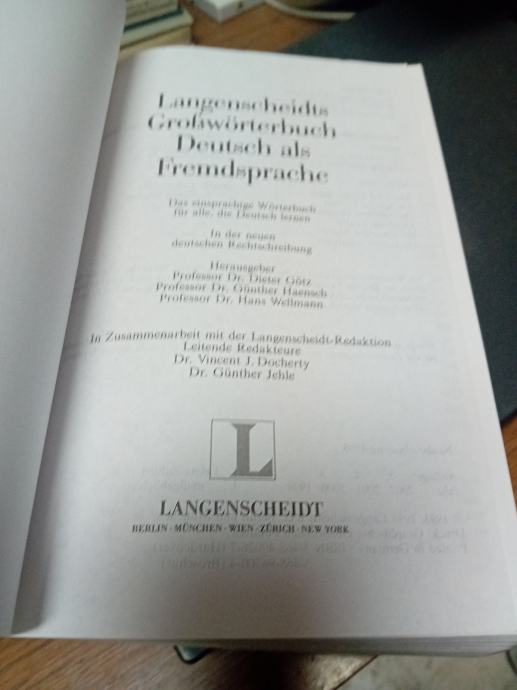 Langenscheidts
Großwörterbuch
Deutsch als
Fremdsprache
Das einsprachige Wörterbuch
für alle, die Deutsch lernen
In der neuen
deutschen Rechtschreibung
Herausgeber
Professor Dr. Dieter Götz
Professor Dr. Günther Haensch
Professor Dr. Hans Wellmann
In Zusammenarbeit mit der Langenscheidt-Redaktion
Leitende Redakteure
Dr. Vincent J. Docherty
Dr. Günther Jehle
L
LANGENSCHEIDT
BERLIN · MÜNCHEN · WIEN · ZÜRICH · NEW YORK